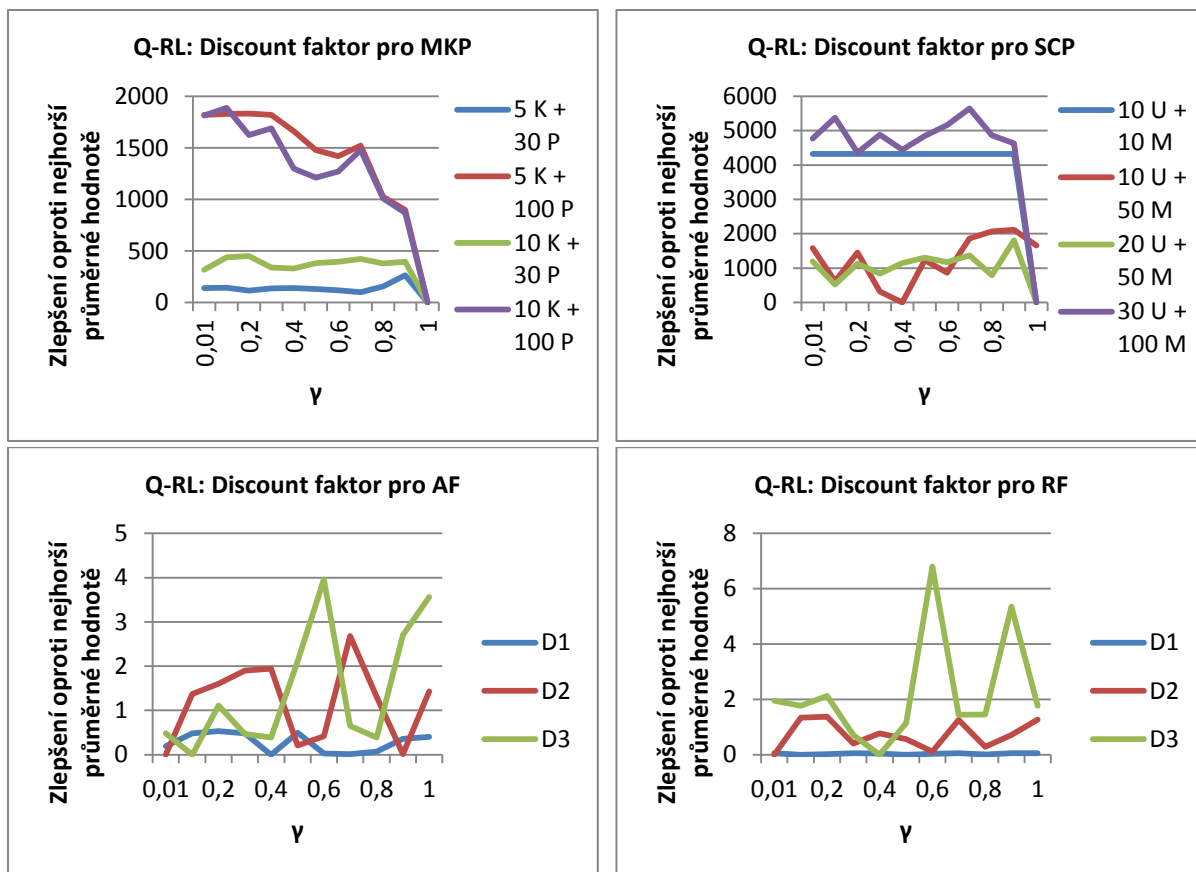 Q-RL: Discount faktor pro MKP
Zlepšení oproti nejhorší
průměrné hodnotě
2000
1500
1000
500
0
0,01
0,2
0,4
0,6
0,8
1
γ
5 K +
30 P
5 K +
100 P
10 K +
30 P
10 K +
100 P
Q-RL: Discount faktor pro SCP
Zlepšení oproti nejhorší
průměrné hodnotě
6000
5000
4000
3000
2000
1000
0
0,01
0,2
0,4
0,6
0,8
1
γ
10 U +
10 M
10 U +
50 M
20 U +
50 M
30 U +
100 M
Q-RL: Discount faktor pro AF
Zlepšení oproti nejhorší
průměrné hodnotě
5
4
3
2
1
0
0,01
0,2
0,4
0,6
0,8
1
γ
D1
D2
D3
Q-RL: Discount faktor pro RF
Zlepšení oproti nejhorší
průměrné hodnotě
8
6
4
2
0
0,01
0,2
0,4
0,6
0,8
1
γ
D1
D2
D3